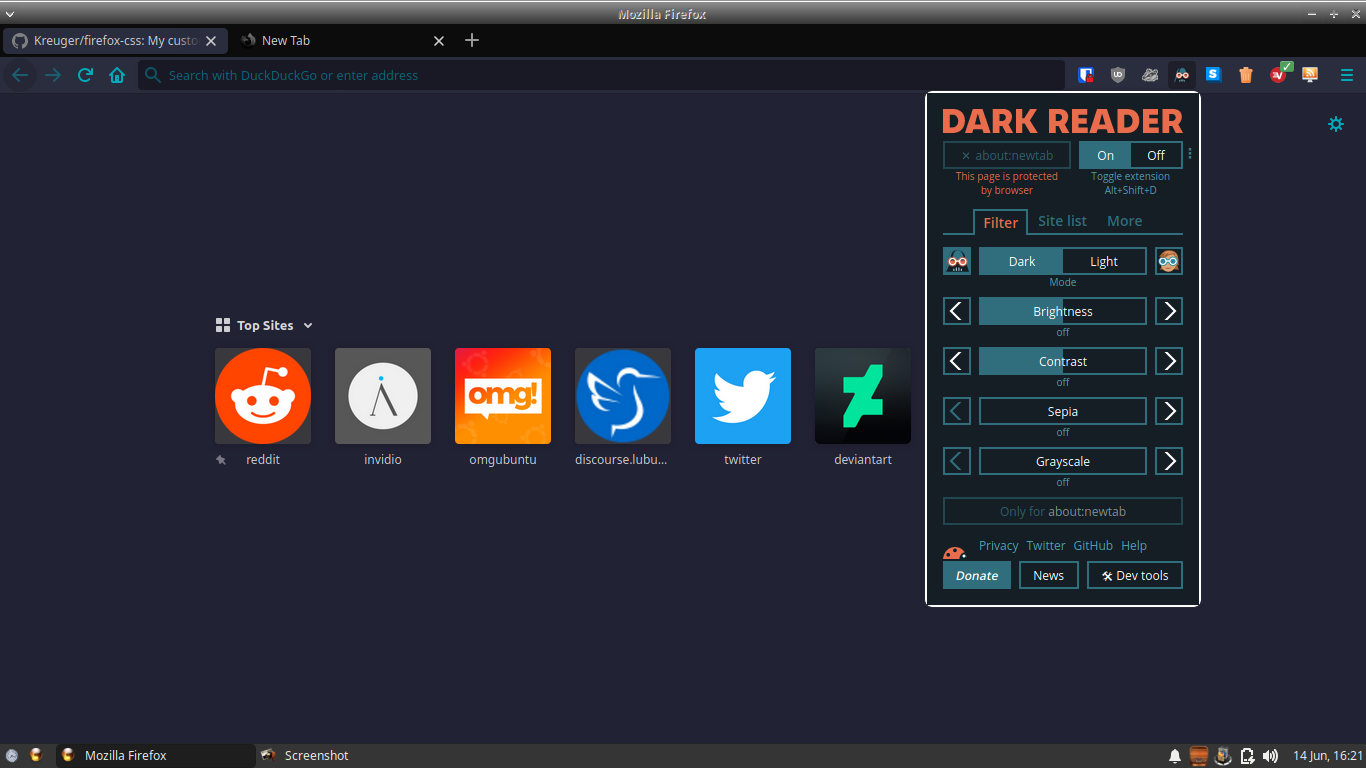 Mozilla Firefox
Kreuger/firefox-css: My custo
New Tab
Search with DuckDuckGo or enter address
UD
S
DARK READER
about:newtab
On
Off
This page is protected
by browser
Toggle extension
Alt+Shift+D
Filter
Site list
More
Dark
Light
Mode
Brightness
off
Contrast
off
Sepia
off
Grayscale
off
Only for about:newtab
Privacy
Twitter
GitHub
Help
Donate
News
Dev tools
Top Sites
omg!
reddit
invidio
omgubuntu
discourse.lubu...
twitter
deviantart
Mozilla Firefox
Screenshot
14 Jun, 16:21